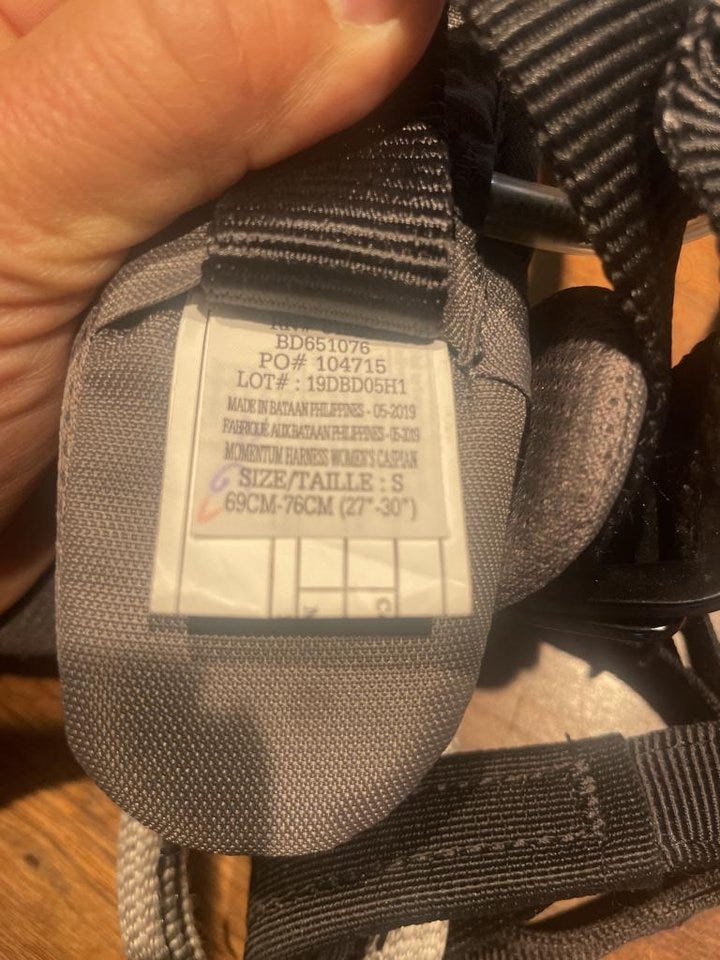 BD651076
PO# 104715
LOT# : 19DBD05H1
MADE IN BATAAN PHILIPPINES - 05-2019
FABRIQUÉ AUX BATAAN PHILIPPINES - 05-2019
MOMENTUM HARNESS WOMEN'S CASPIAN
SIZE/TAILLE : S
69CM-76CM (27"-30")